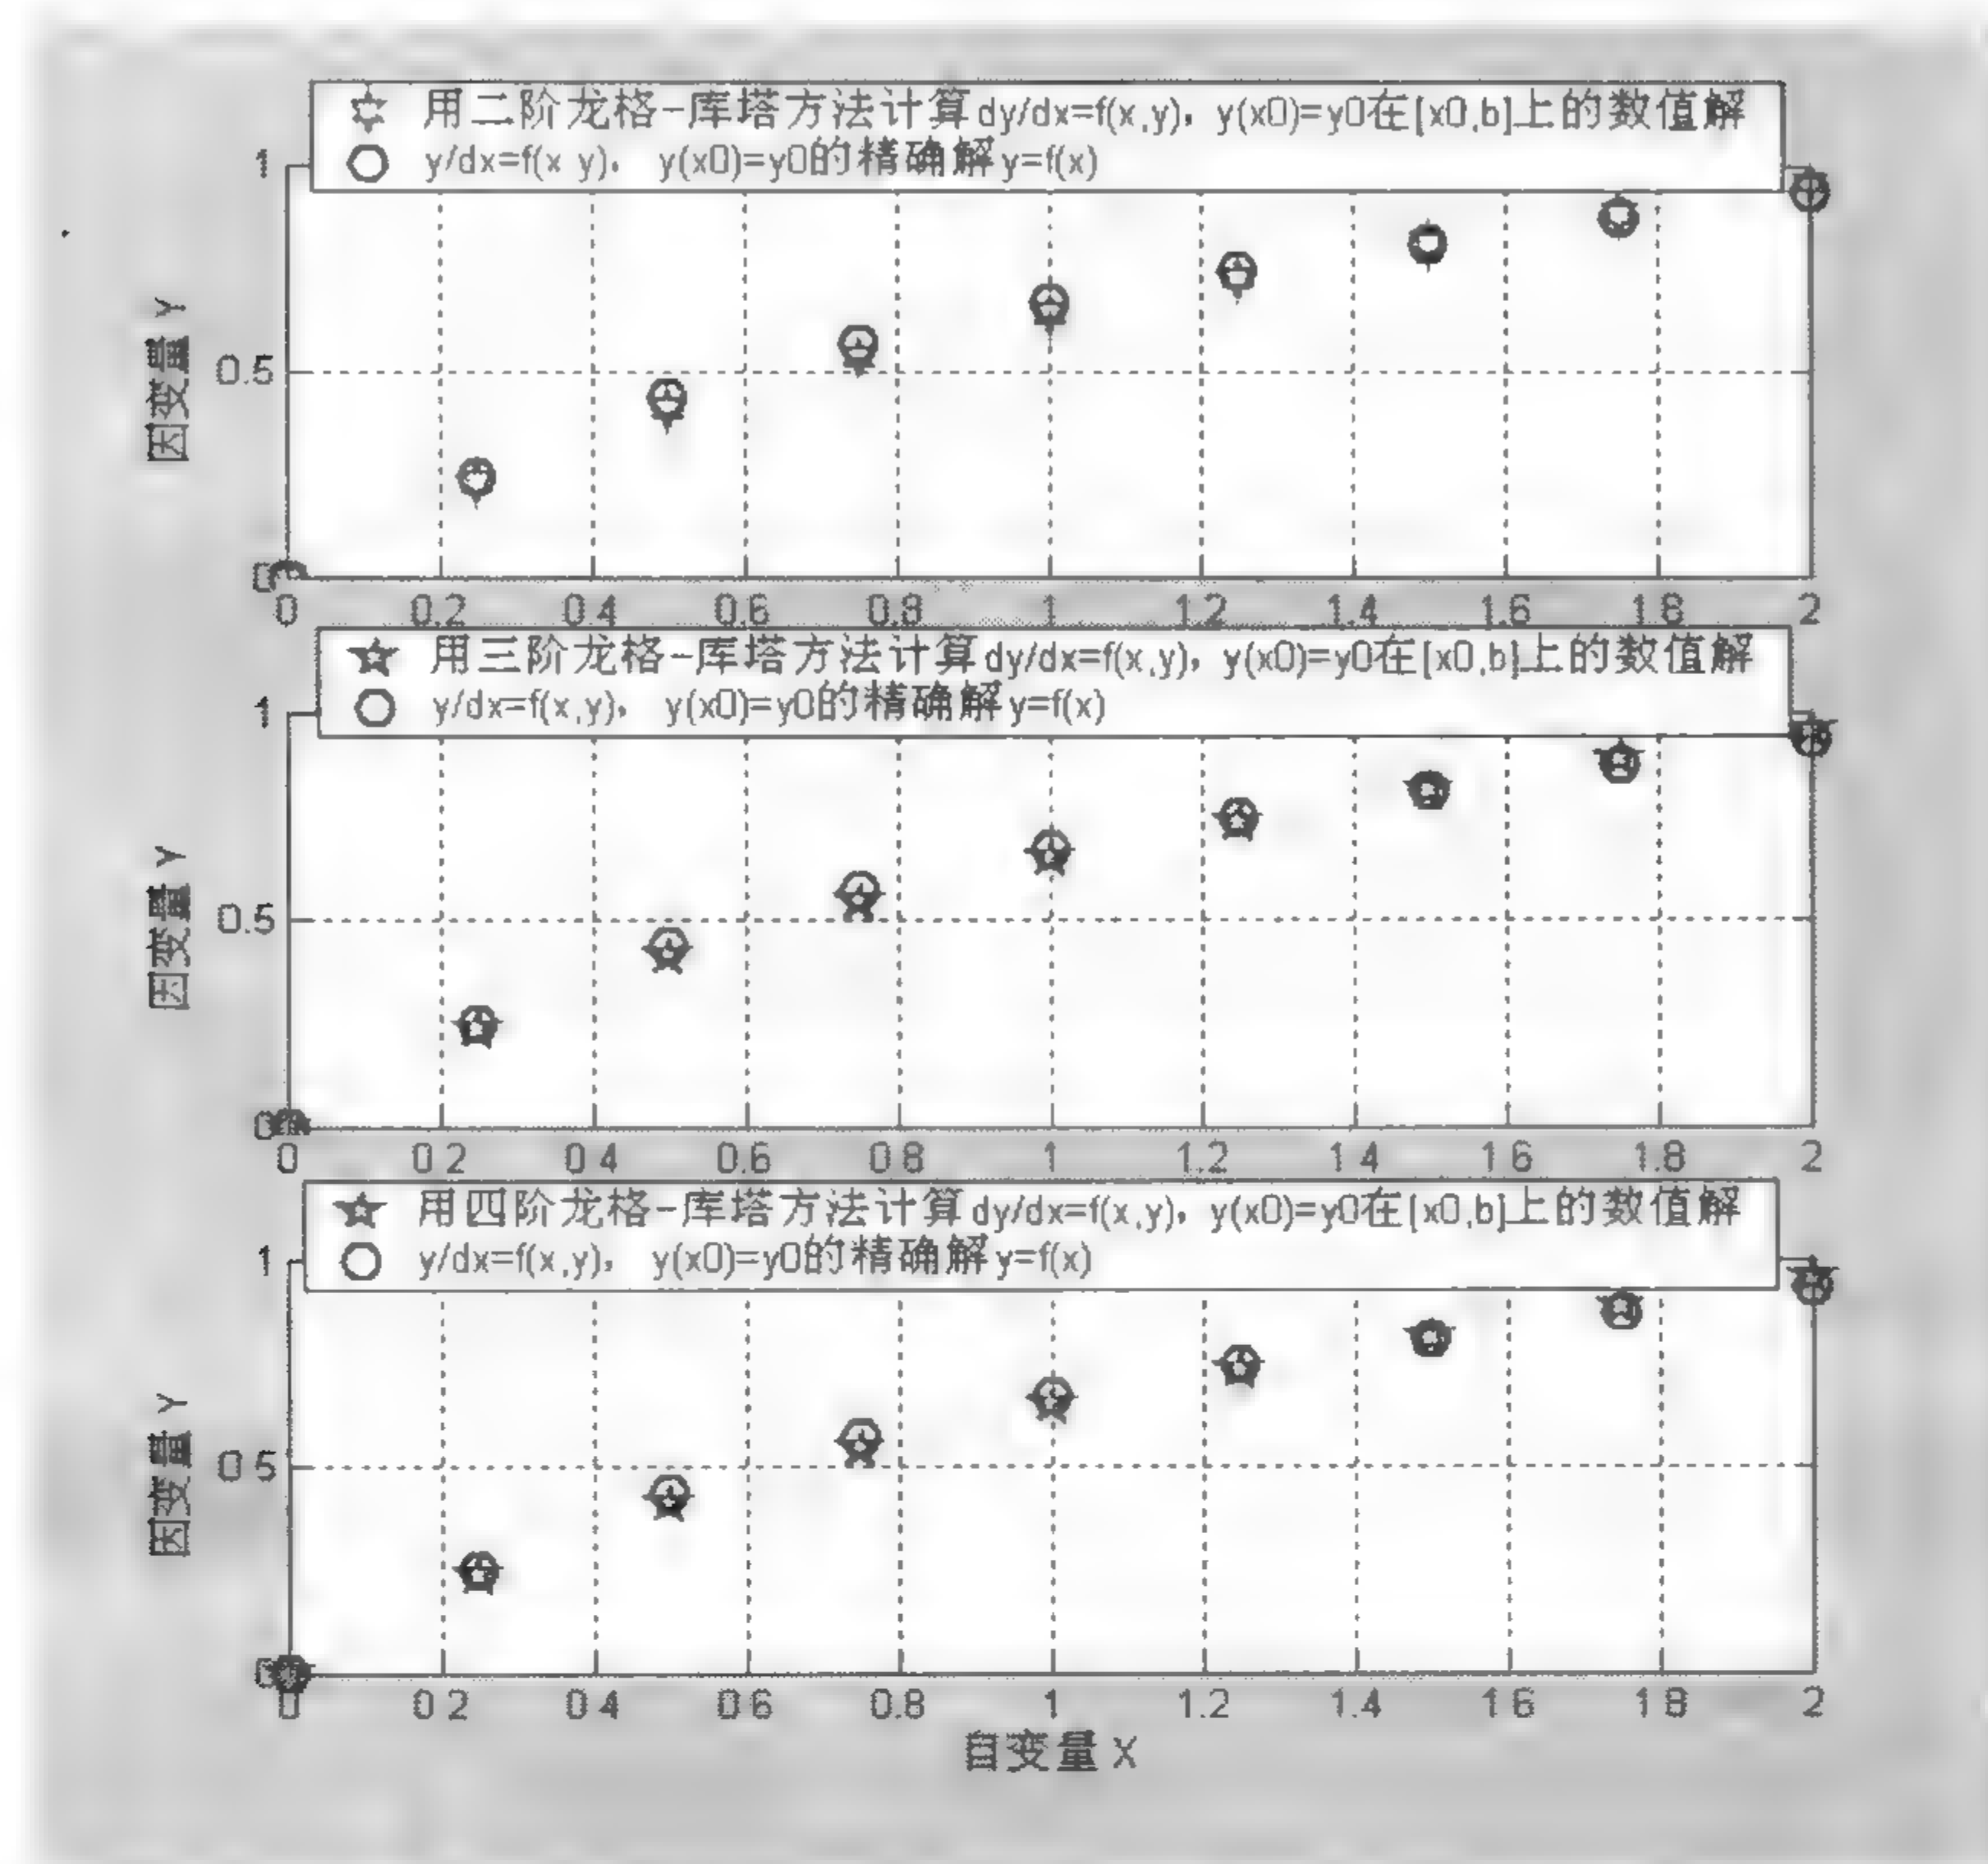 用二阶龙格-库塔方法计算dy/dx=f(x,y), y(x0)=y0在[x0,b]上的数值解
y/dx=f(x y), y(x0)=y0的精确解y=f(x)
1
0.5
0
因变量 Y
0 0.2 0.4 0.6 0.8 1 1.2 1.4 1.6 1.8 2
用三阶龙格-库塔方法计算dy/dx=f(x,y), y(x0)=y0在[x0,b]上的数值解
y/dx=f(x,y), y(x0)=y0的精确解y=f(x)
1
0.5
0
因变量 Y
0 0.2 0.4 0.6 0.8 1 1.2 1.4 1.6 1.8 2
用四阶龙格-库塔方法计算dy/dx=f(x,y), y(x0)=y0在[x0,b]上的数值解
y/dx=f(x,y), y(x0)=y0的精确解y=f(x)
1
0.5
0
因变量 Y
0 0.2 0.4 0.6 0.8 1 1.2 1.4 1.6 1.8 2
自变量 X